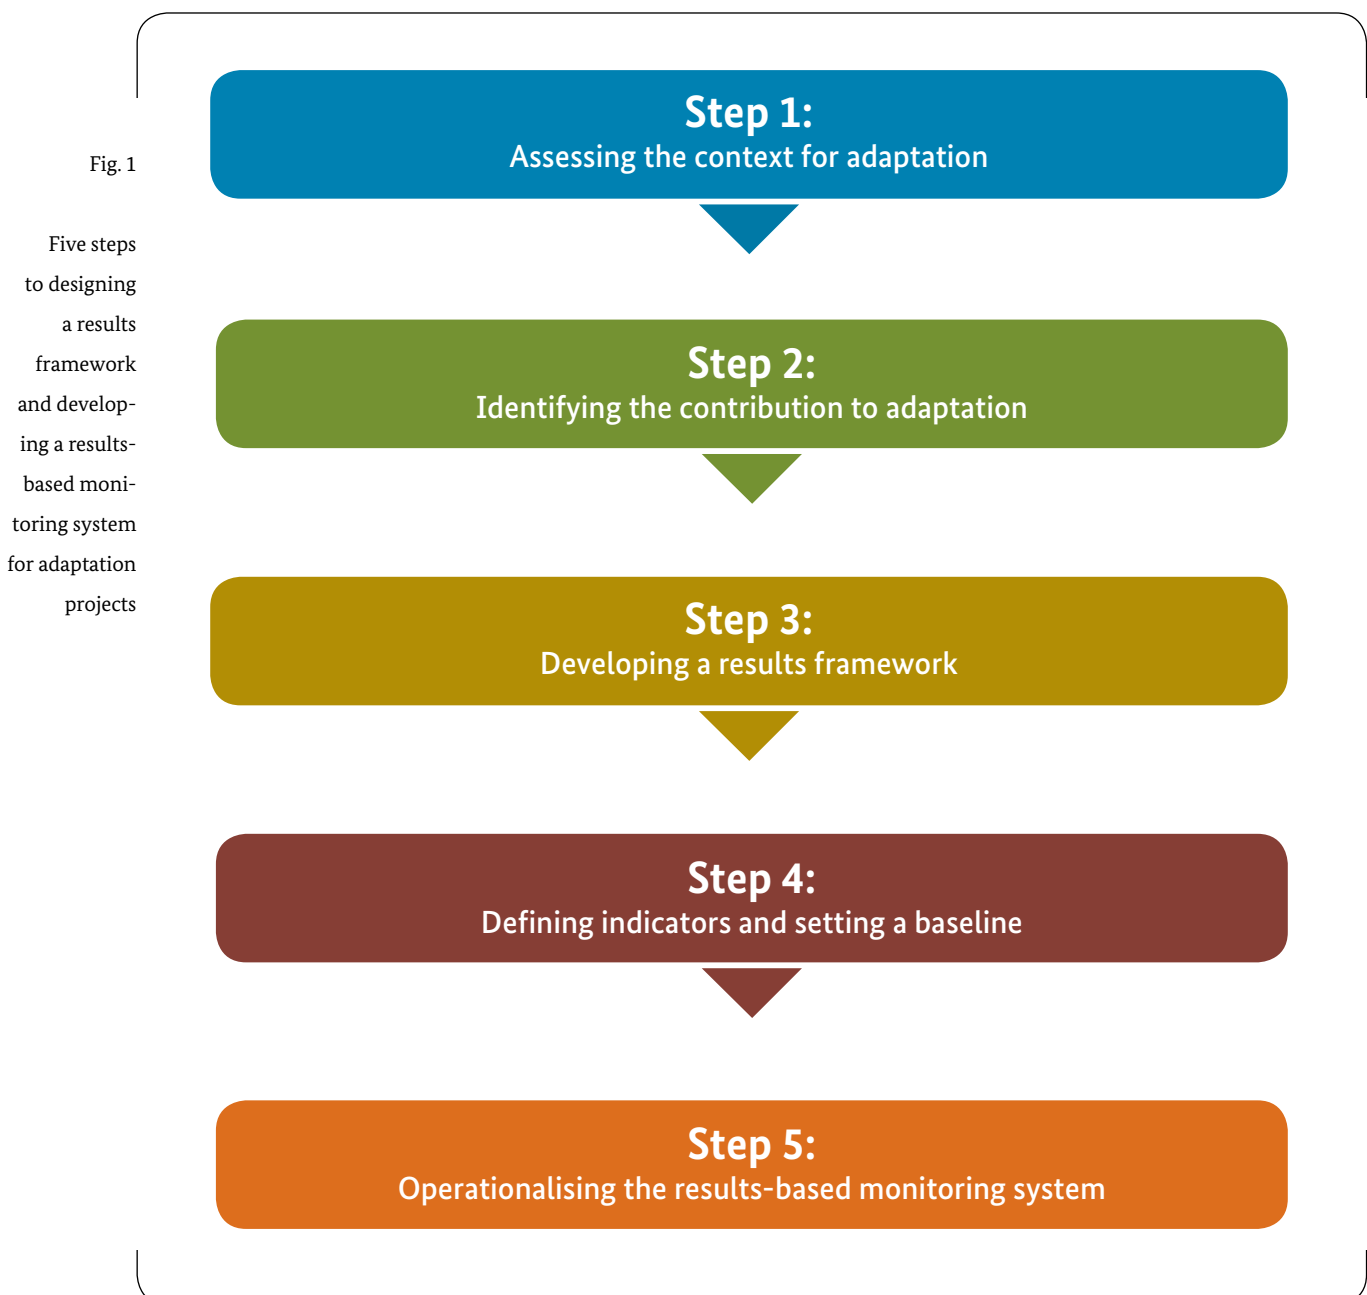 Step 1:
Assessing the context for adaptation
Fig. 1
Five steps
to designing
a results
framework
and develop-
ing a results-
based moni-
toring system
for adaptation
projects
Step 2:
Identifying the contribution to adaptation
Step 3:
Developing a results framework
Step 4:
Defining indicators and setting a baseline
Step 5:
Operationalising the results-based monitoring system